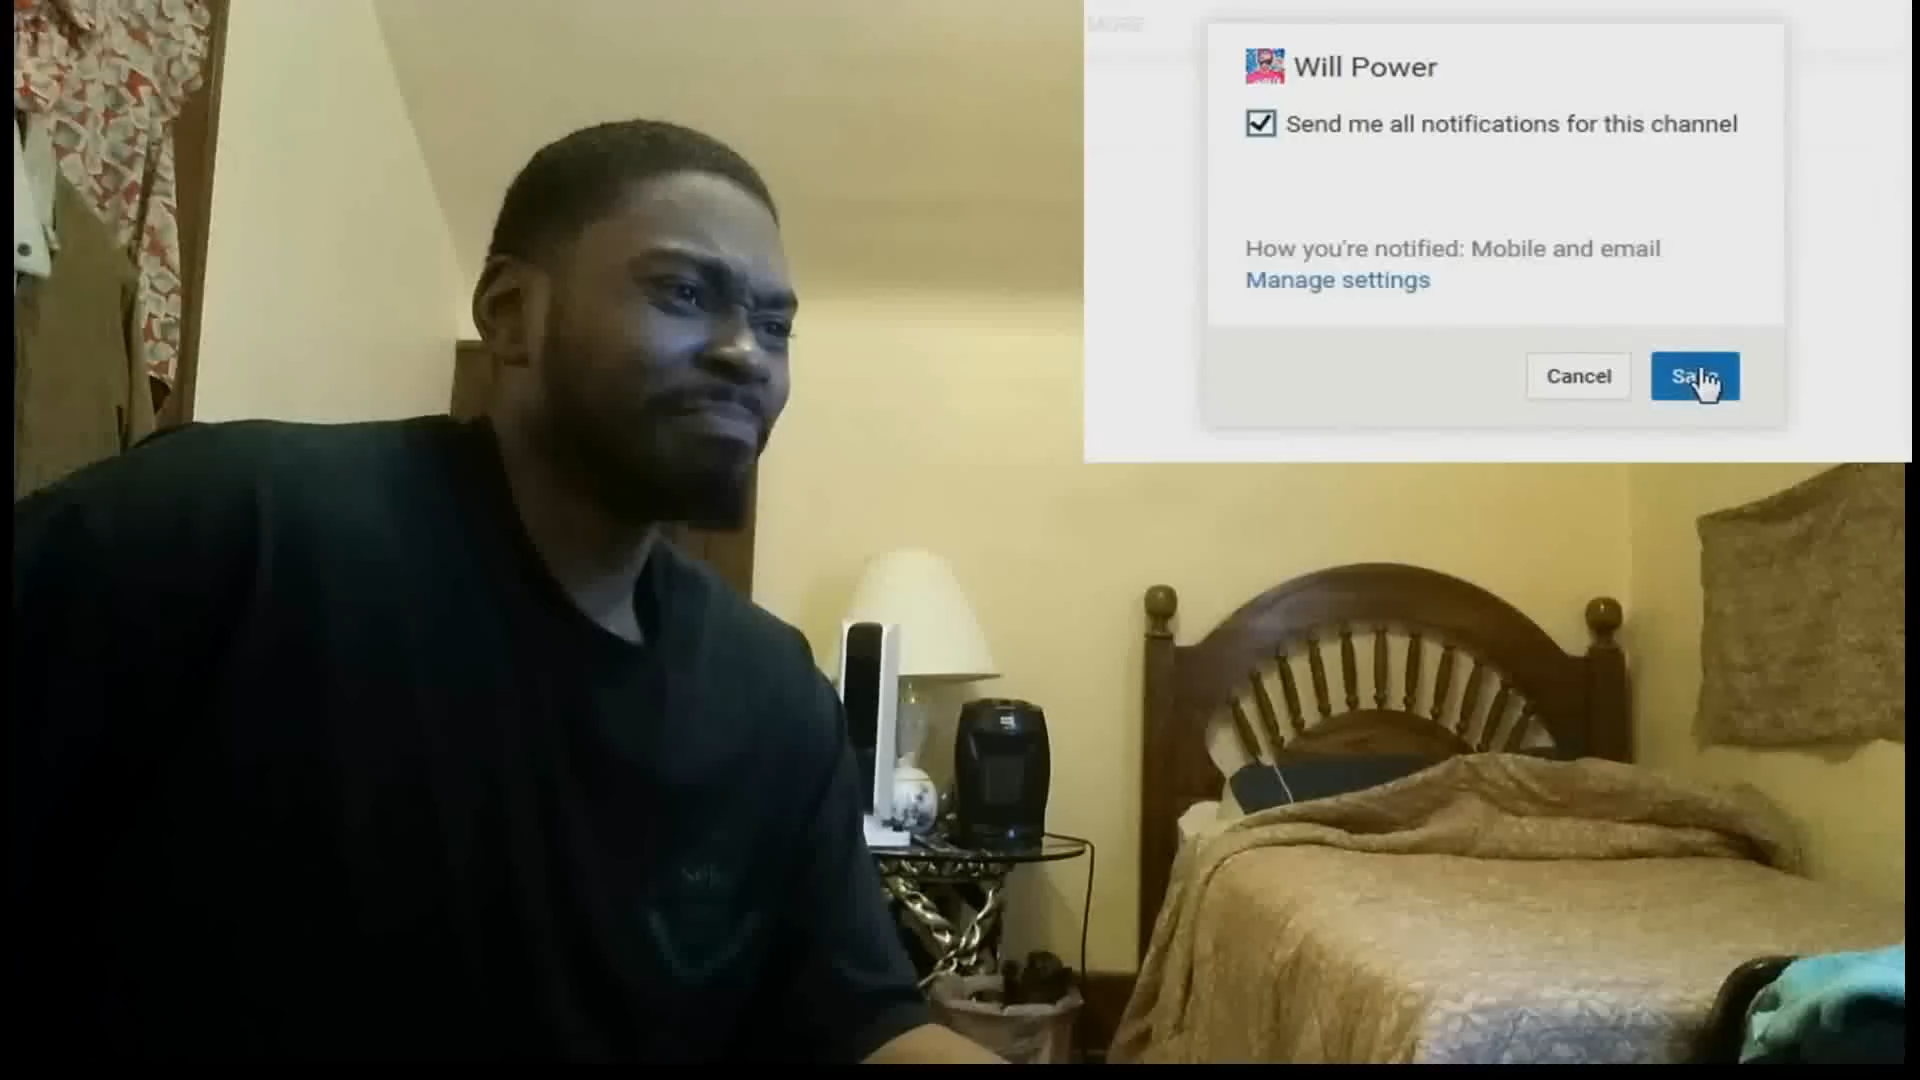 MORE
Will Power
Send me all notifications for this channel
How you're notified: Mobile and email
Manage settings
Cancel